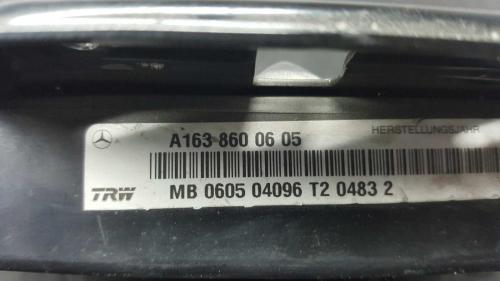 A163 860 06 05
HERSTELLUNGSJAHR
TRW
MB 0605 04096 T2 0483 2